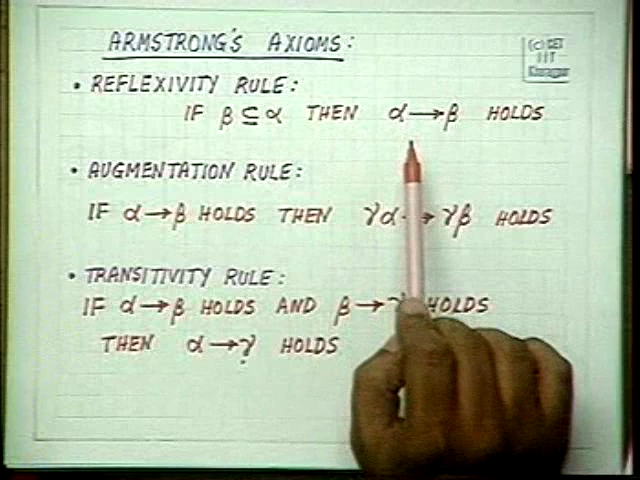 ARMSTRONG'S AXIOMS:
(C) CET
IIT
Kharagpur
• REFLEXIVITY RULE:
IF β ⊆ α THEN α → β HOLDS
• AUGMENTATION RULE:
IF α → β HOLDS THEN γα → γβ HOLDS
• TRANSITIVITY RULE:
IF α → β HOLDS AND β → γ HOLDS
THEN α → γ HOLDS